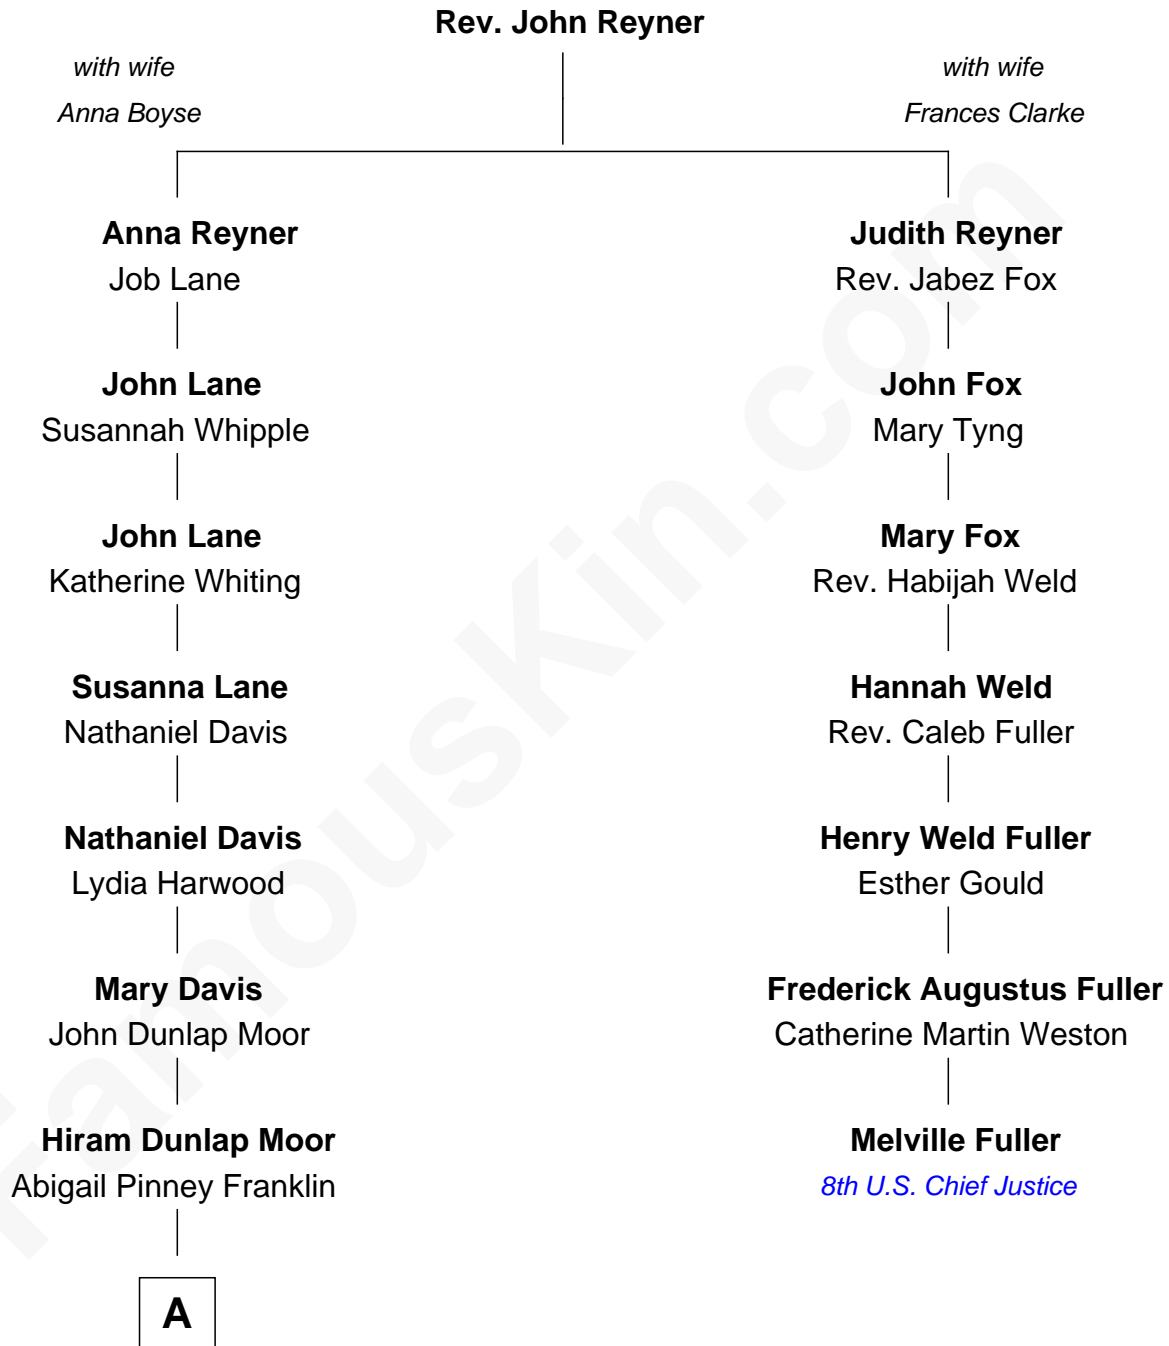 Rev. John Reyner
with wife
Anna Boyse
with wife
Frances Clarke
Anna Reyner
Job Lane
Judith Reyner
Rev. Jabez Fox
John Lane
Susannah Whipple
John Fox
Mary Tyng
John Lane
Katherine Whiting
Mary Fox
Rev. Habijah Weld
Susanna Lane
Nathaniel Davis
Hannah Weld
Rev. Caleb Fuller
Nathaniel Davis
Lydia Harwood
Henry Weld Fuller
Esther Gould
Mary Davis
John Dunlap Moor
Frederick Augustus Fuller
Catherine Martin Weston
Hiram Dunlap Moor
Abigail Pinney Franklin
Melville Fuller
8th U.S. Chief Justice
A
FamousKin.com